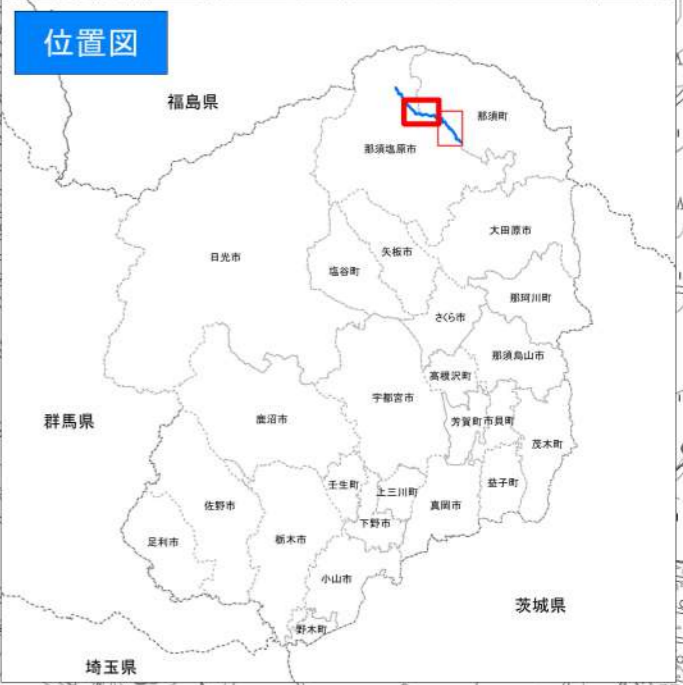 位置図
福島県
那須町
那須塩原市
大田原市
矢板市
日光市
塩谷町
那珂川町
さくら市
那須烏山市
高根沢町
宇都宮市
群馬県
鹿沼市
芳賀町
市貝町
茂木町
壬生町
上三川町
益子町
佐野市
真岡市
下野市
足利市
栃木市
小山市
茨城県
野木町
埼玉県